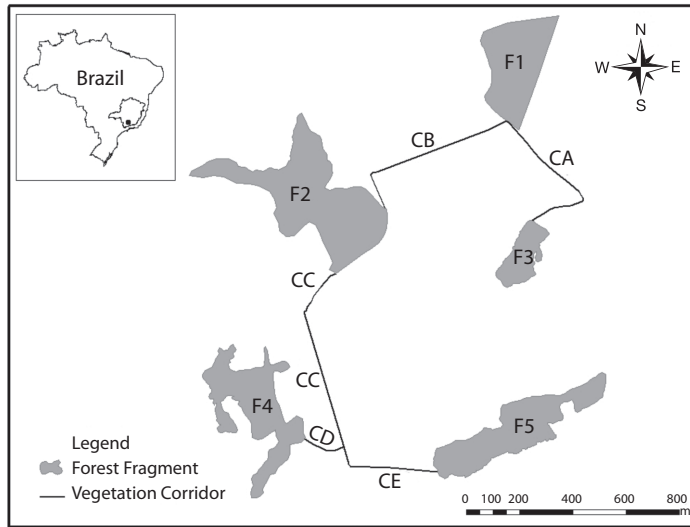 Brazil
F1
N
W E
S
CB
CA
F2
F3
CC
CC
F4
F5
CD
CE
Legend
Forest Fragment
Vegetation Corridor
0 100 200 400 600 800
m